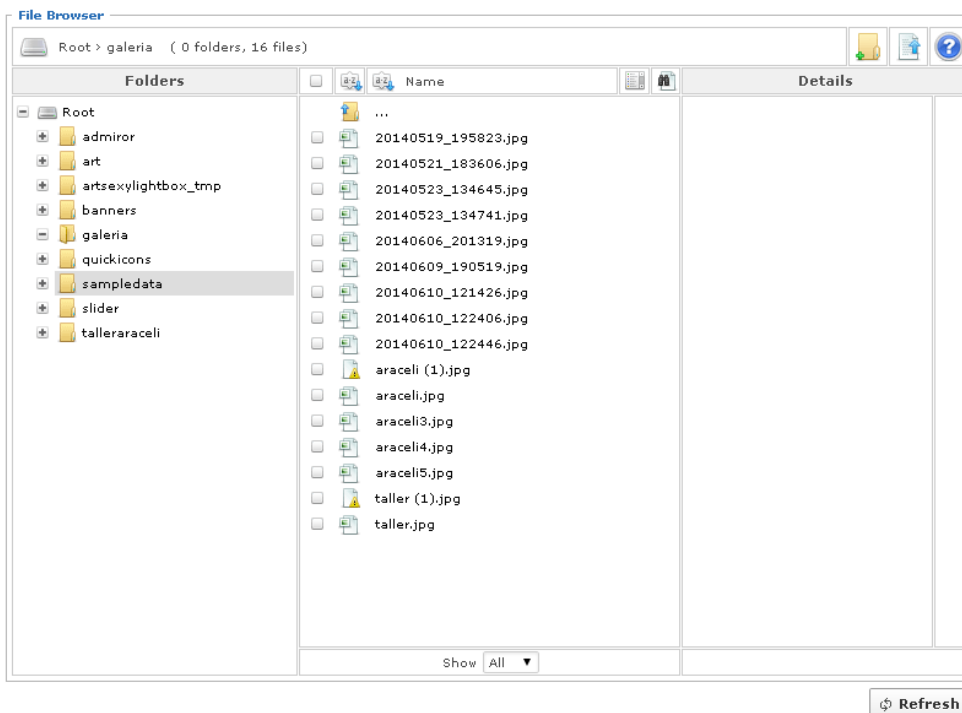 File Browser
Root > galeria ( 0 folders, 16 files)
Folders
a-z a-z Name
Details
Root
admiror
art
artsexylightbox_tmp
banners
galeria
quickicons
sampledata
slider
talleraraceli
...
20140519_195823.jpg
20140521_183606.jpg
20140523_134645.jpg
20140523_134741.jpg
20140606_201319.jpg
20140609_190519.jpg
20140610_121426.jpg
20140610_122406.jpg
20140610_122446.jpg
araceli (1).jpg
araceli.jpg
araceli3.jpg
araceli4.jpg
araceli5.jpg
taller (1).jpg
taller.jpg
Show All
Refresh